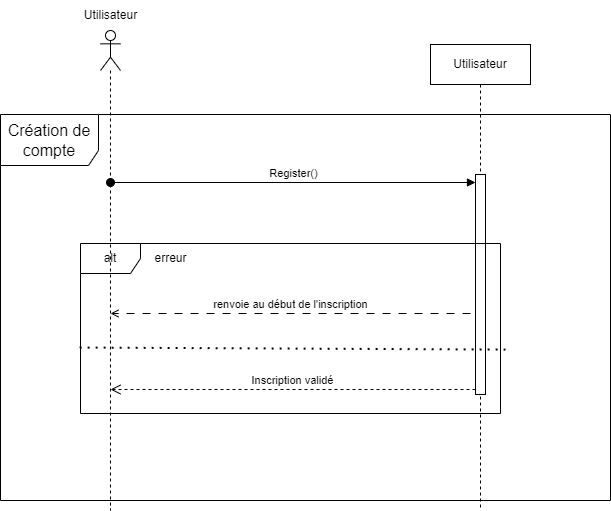 Utilisateur
Utilisateur
Création de
compte
Register()
alt
erreur
renvoie au début de l'inscription
Inscription validé